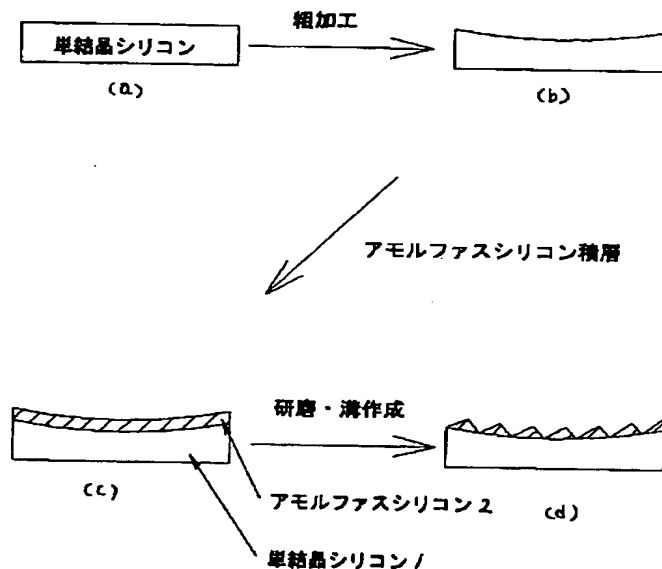 粗加工
単結晶シリコン
(a)
(b)
アモルファスシリコン積層
研磨・溝作成
(c)
アモルファスシリコン2
(d)
単結晶シリコン1